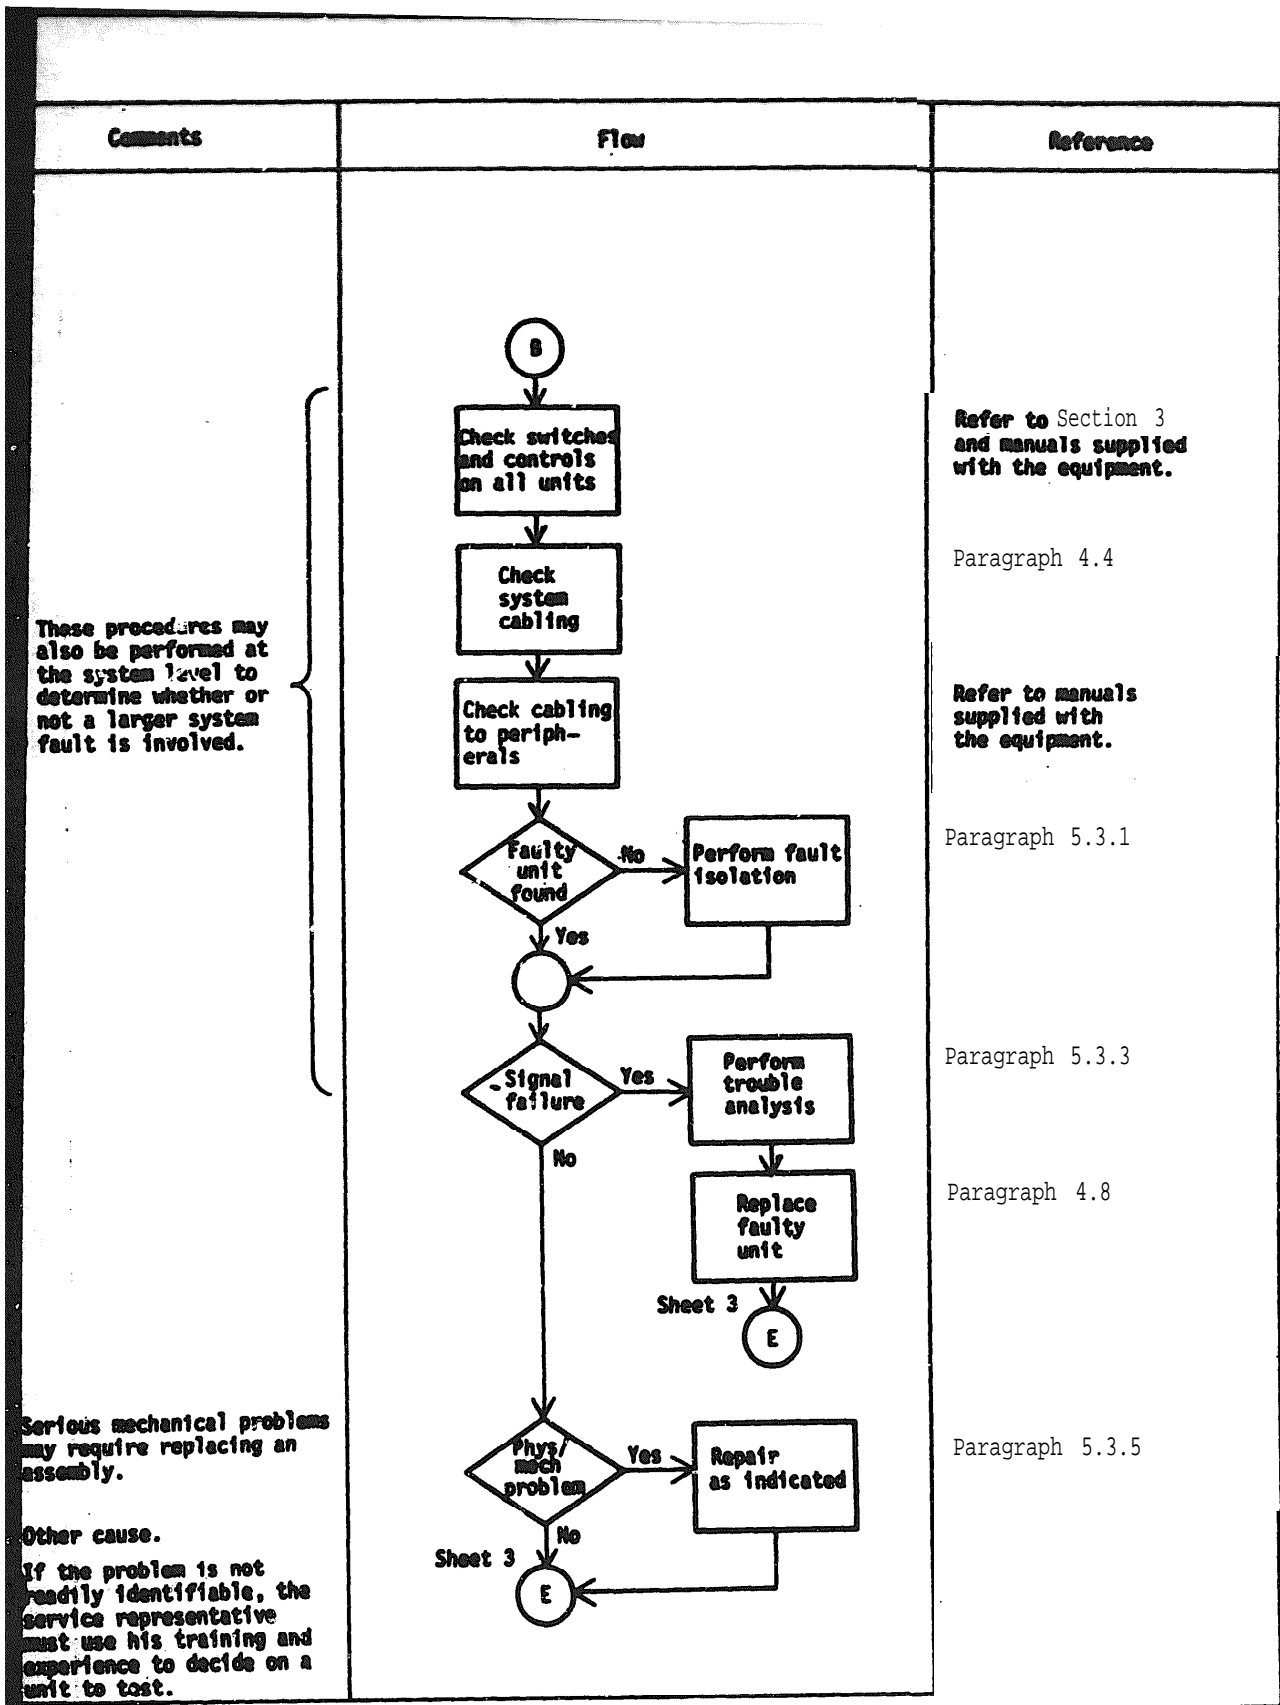 Comments
Flow
Reference
B
Check switches
and controls
on all units
Refer to Section 3
and manuals supplied
with the equipment.
Check
system
cabling
Paragraph 4.4
These procedures may
also be performed at
the system level to
determine whether or
not a larger system
fault is involved.
Check cabling
to periph-
erals
Refer to manuals
supplied with
the equipment.
Faulty
unit
found
No
Perform fault
isolation
Paragraph 5.3.1
Yes
Signal
failure
Yes
Perform
trouble
analysis
Paragraph 5.3.3
No
Replace
faulty
unit
Paragraph 4.8
Sheet 3
E
Serious mechanical problems
may require replacing an
assembly.
Phys/
mech
problem
Yes
Repair
as indicated
Paragraph 5.3.5
Other cause.
No
Sheet 3
E
If the problem is not
readily identifiable, the
service representative
must use his training and
experience to decide on a
unit to test.